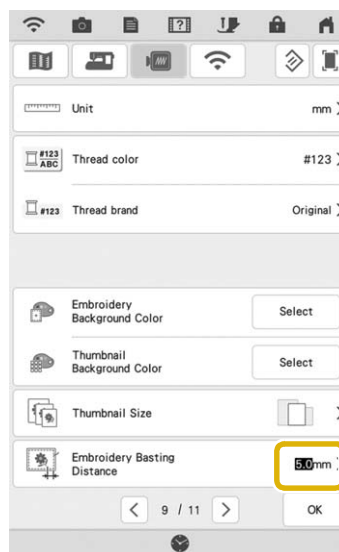 Unit mm
#123
ABC
Thread color #123
#123 Thread brand Original
Embroidery
Background Color
Select
Thumbnail
Background Color
Select
Thumbnail Size
Embroidery Basting
Distance
5.0mm
9 / 11
OK